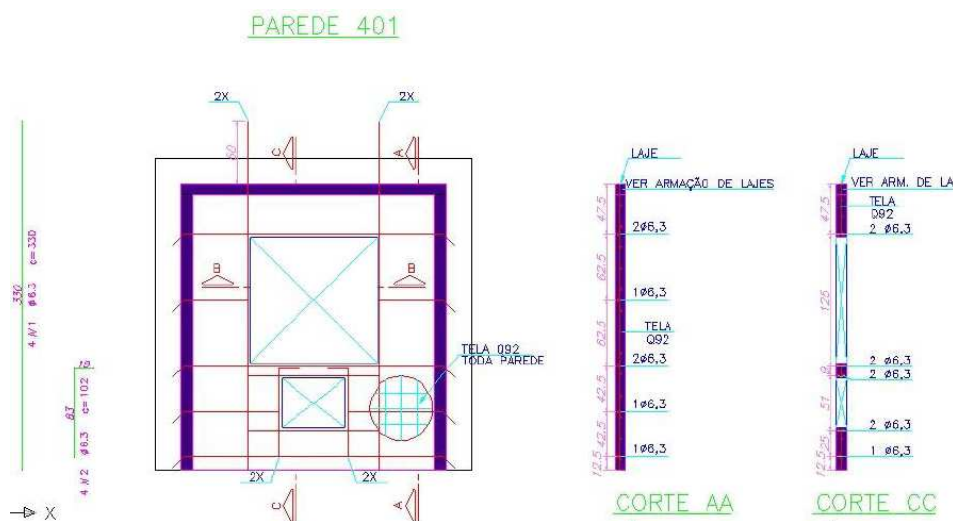 PAREDE 401
2X
2X
60
C
A
B
B
TELA Q92
TODA PAREDE
2X
2X
C
A
330
4 N1 ø6.3 c=330
83
4 N2 ø6.3 c=102
X
LAJE
VER ARMAÇÃO DE LAJES
47.5
2ø6,3
62.5
1ø6,3
62.5
TELA
Q92
2ø6,3
42.5
1ø6,3
42.5
1ø6,3
12.5
CORTE AA
LAJE
VER ARM. DE LA
47.5
TELA
Q92
2 ø6.3
125
2 ø6.3
9
2 ø6.3
51
2 ø6.3
25
1 ø6.3
12.5
CORTE CC